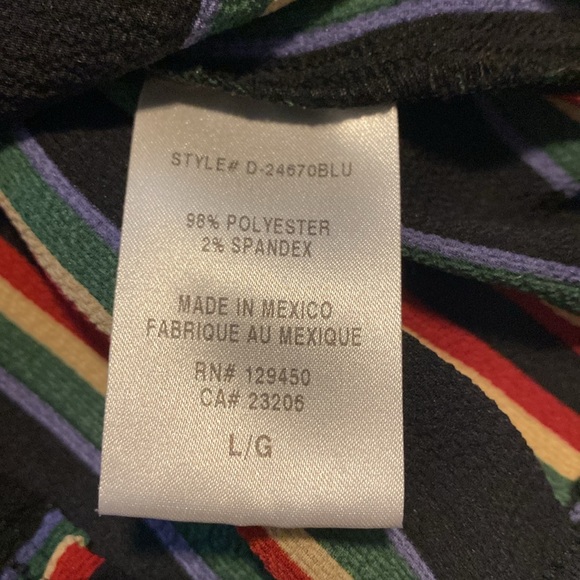 STYLE# D-24670BLU
98% POLYESTER
2% SPANDEX
MADE IN MEXICO
FABRIQUE AU MEXIQUE
RN# 129450
CA# 23206
L/G